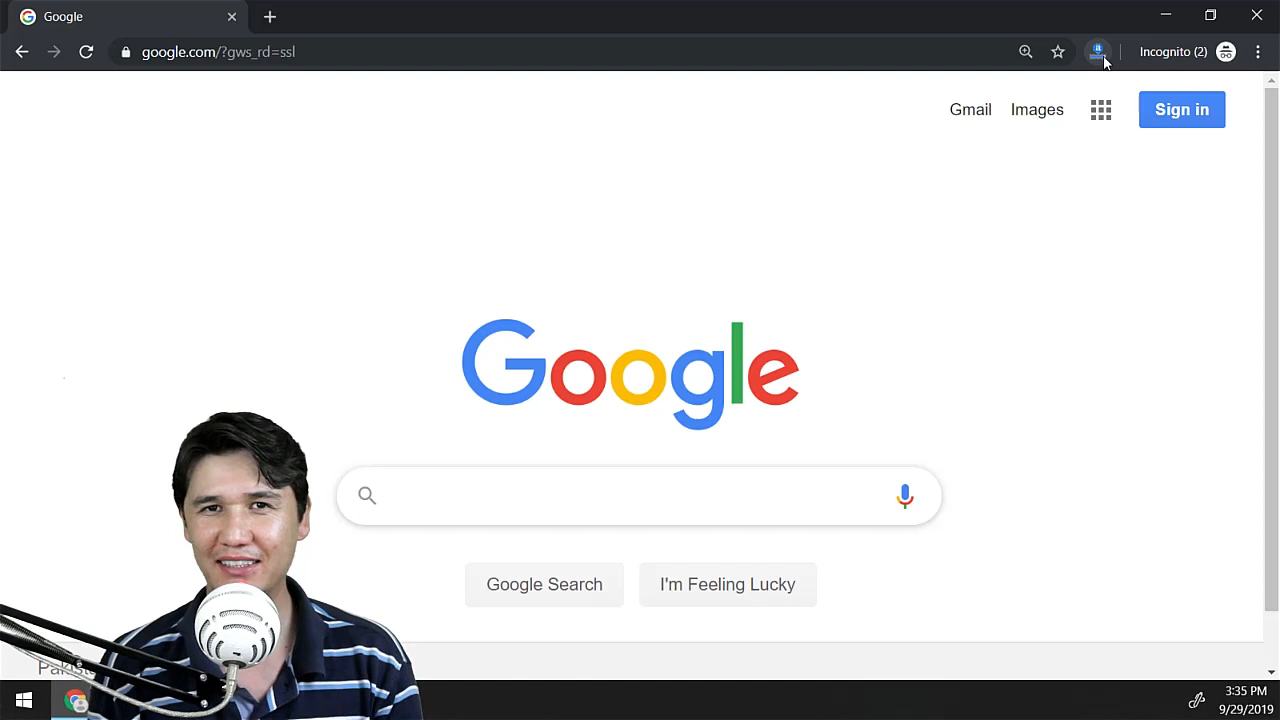 Google
google.com/?gws_rd=ssl
Incognito (2)
Gmail Images Sign in
Google
Google Search I'm Feeling Lucky
3:35 PM
9/29/2019